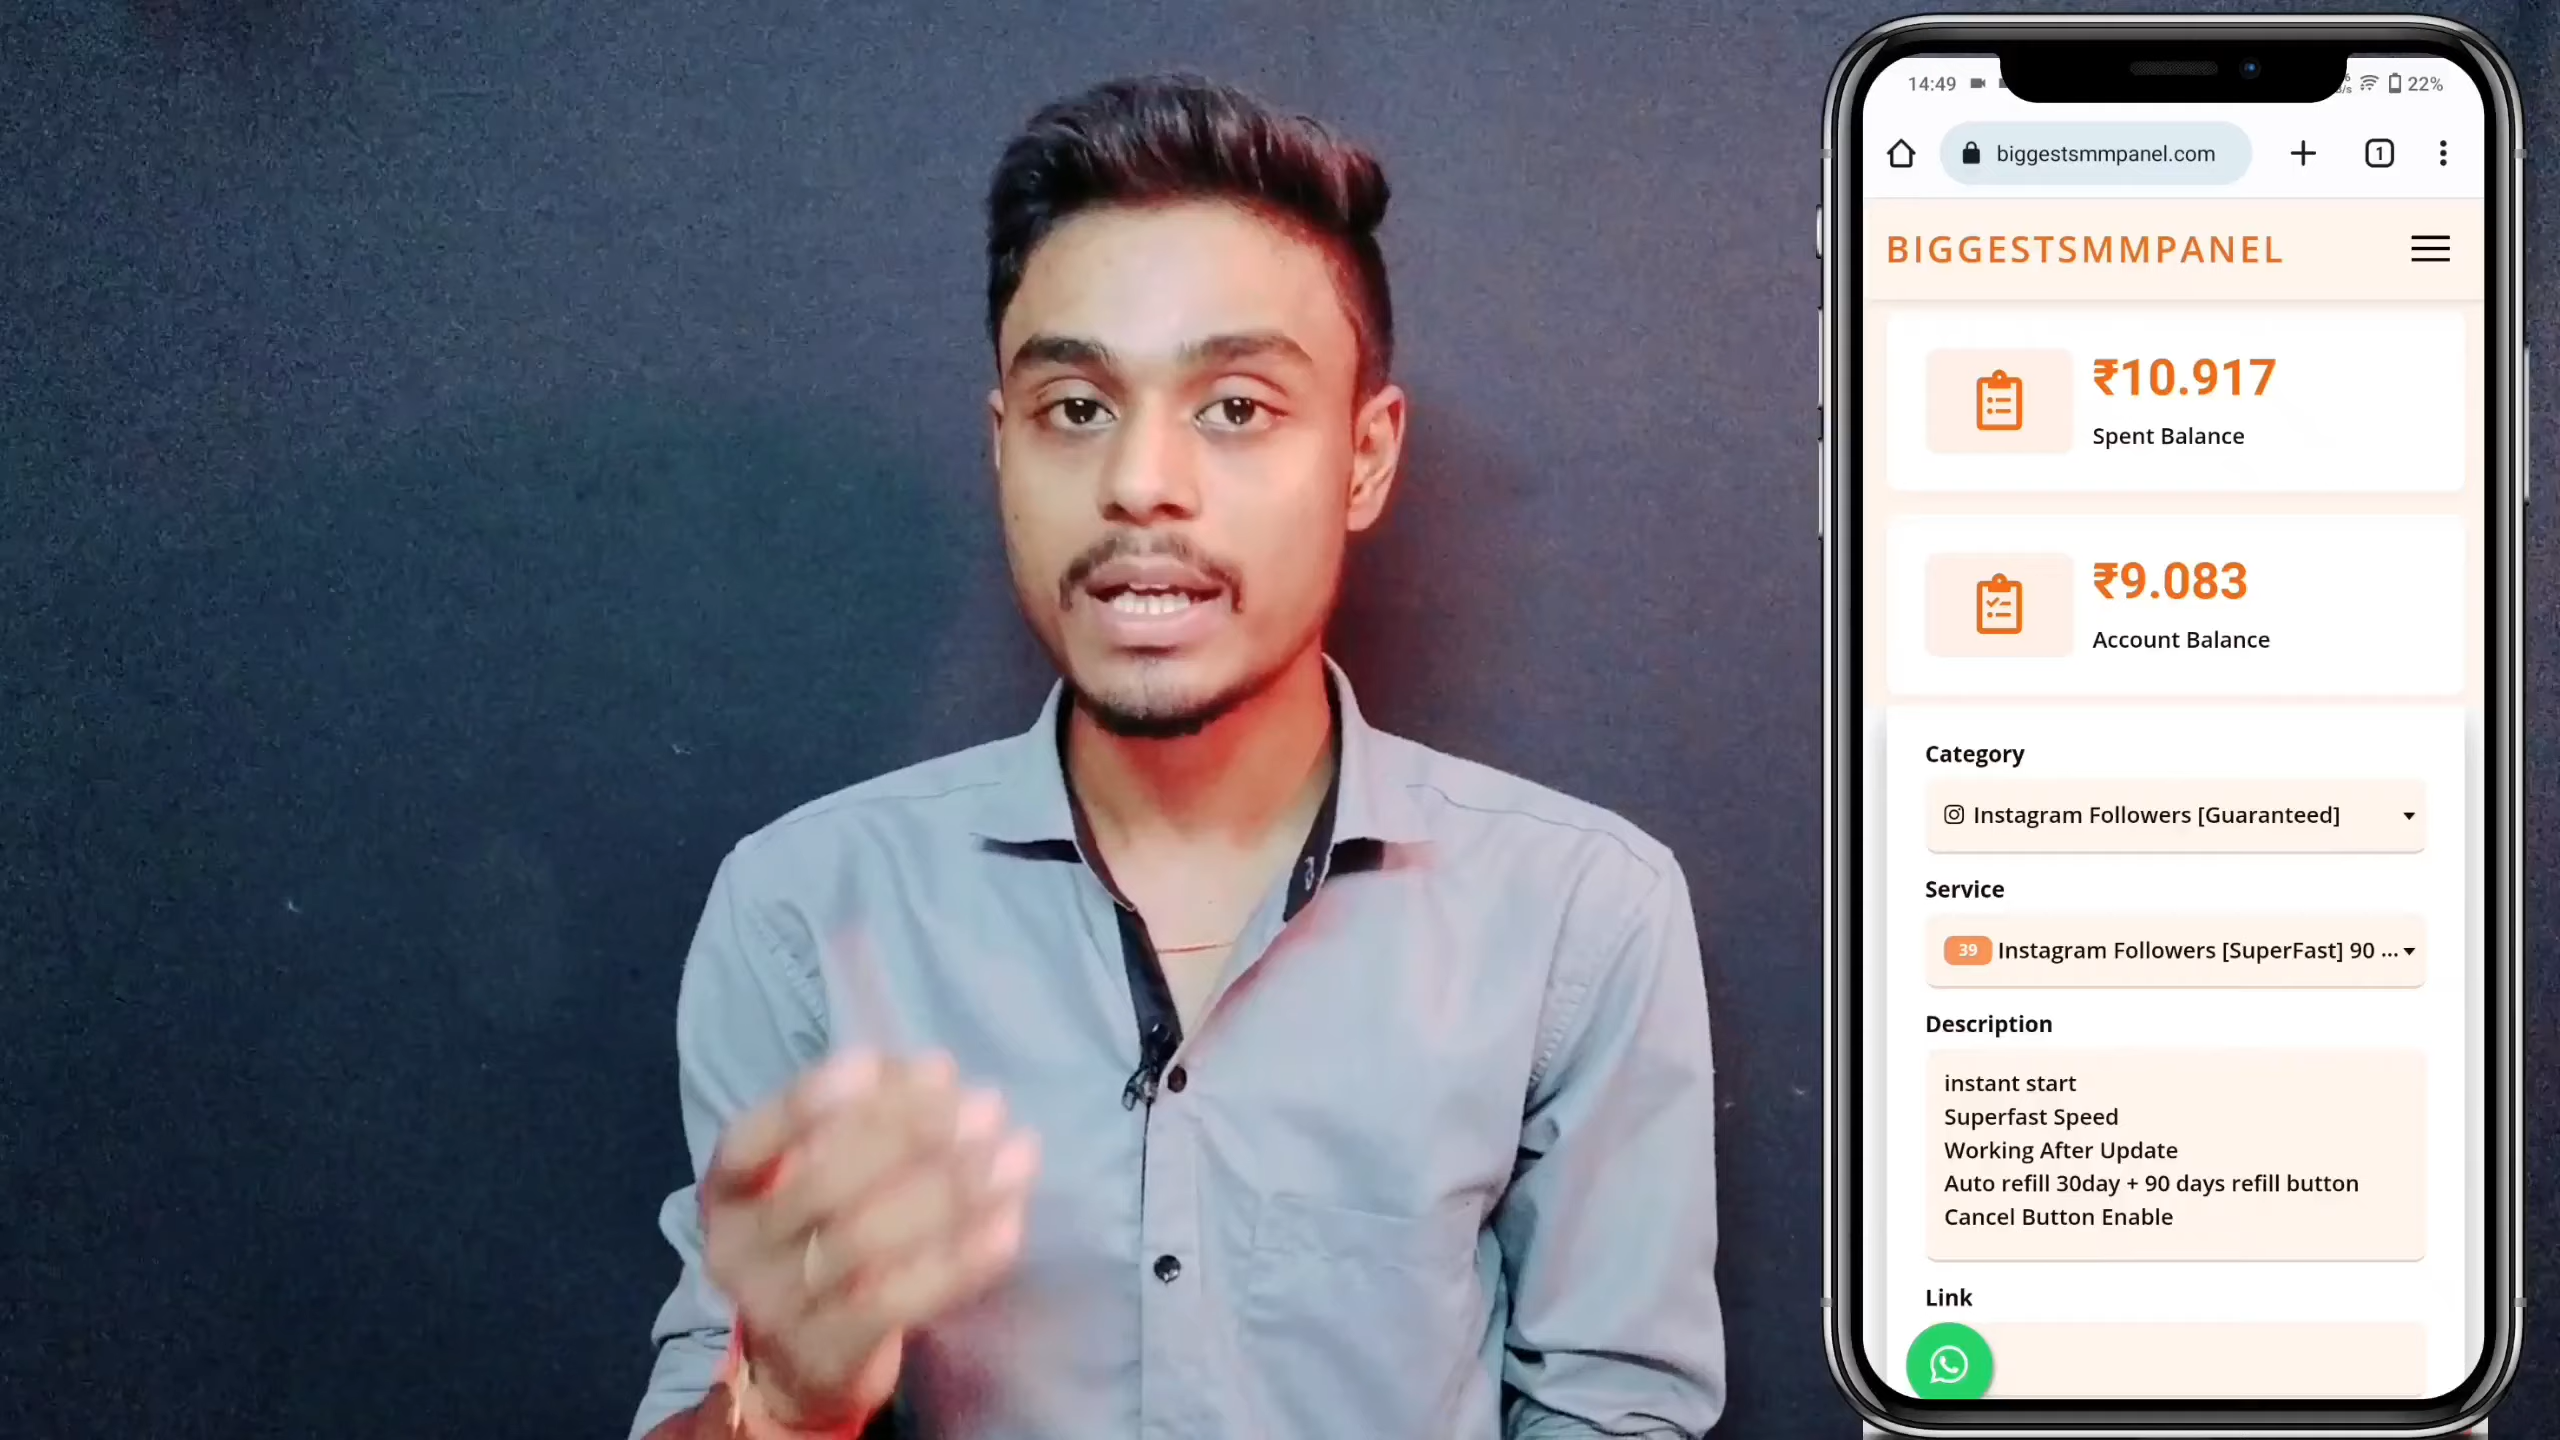 14:49
22%
biggestsmmpanel.com
1
BIGGESTSMMPANEL
₹10.917
Spent Balance
₹9.083
Account Balance
Category
Instagram Followers [Guaranteed]
Service
39 Instagram Followers [SuperFast] 90 ...
Description
instant start
Superfast Speed
Working After Update
Auto refill 30day + 90 days refill button
Cancel Button Enable
Link